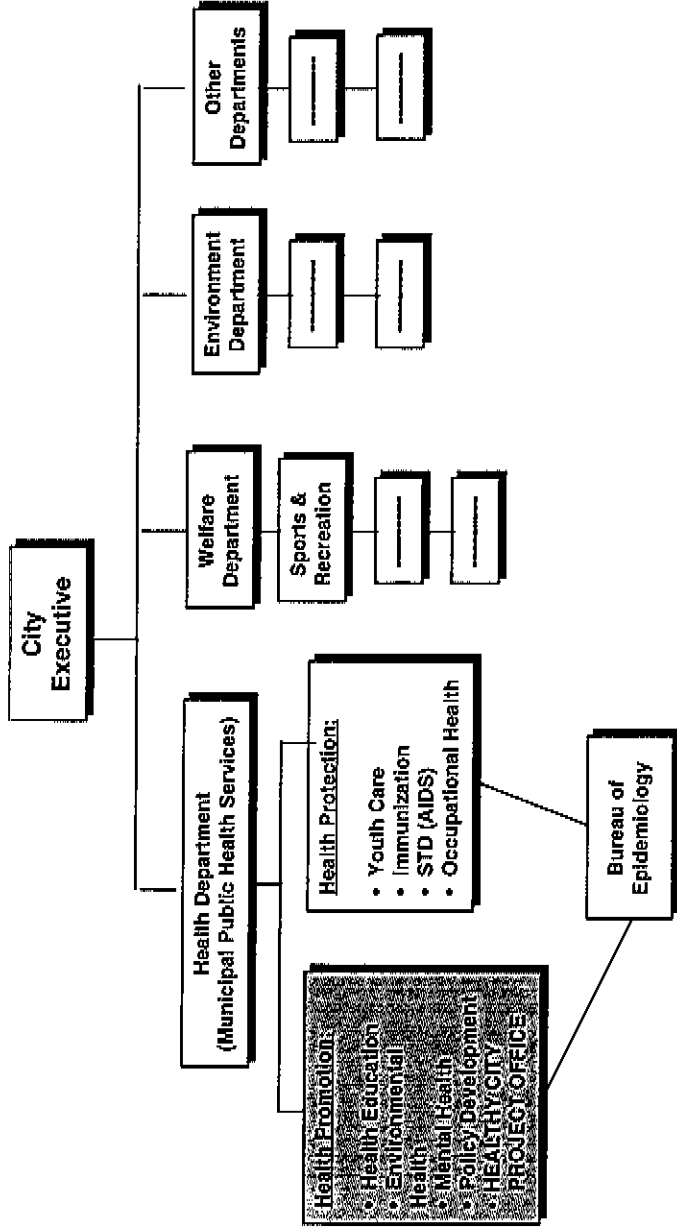 City
Executive
Health Department
(Municipal Public Health Services)
Welfare
Department
Environment
Department
Other
Departments
Sports &
Recreation
Health Promotion:
• Health Education
• Environmental
Health
• Mental Health
• Policy Development
• HEALTHY CITY
PROJECT OFFICE
Health Protection:
• Youth Care
• Immunization
• STD (AIDS)
• Occupational Health
Bureau of
Epidemiology